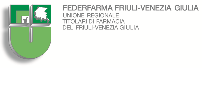 FEDERFARMA FRIULI-VENEZIA GIULIA
UNIONE REGIONALE
TITOLARI DI FARMACIA
DEL FRIULI-VENEZIA GIULIA